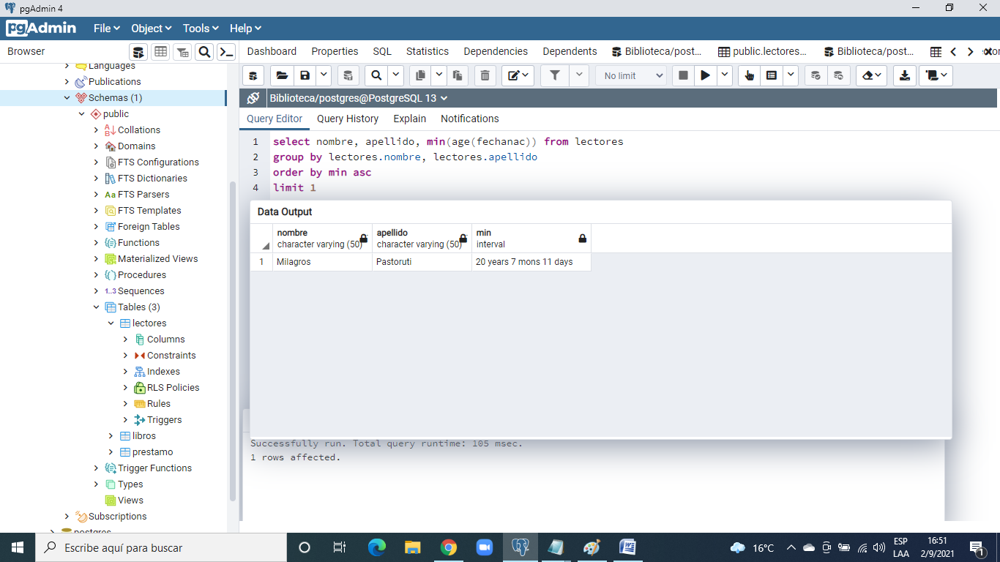 pgAdmin 4
pgAdmin File Object Tools Help
Browser
Dashboard Properties SQL Statistics Dependencies Dependents Biblioteca/post... public.lectores... Biblioteca/post...
Languages
Publications
Schemas (1)
public
Collations
Domains
FTS Configurations
FTS Dictionaries
FTS Parsers
FTS Templates
Foreign Tables
Functions
Materialized Views
Procedures
1..3 Sequences
Tables (3)
lectores
Columns
Constraints
Indexes
RLS Policies
Rules
Triggers
libros
prestamo
Trigger Functions
Types
Views
Subscriptions
postgres
No limit
Biblioteca/postgres@PostgreSQL 13
Query Editor Query History Explain Notifications
1 select nombre, apellido, min(age(fechanac)) from lectores
2 group by lectores.nombre, lectores.apellido
3 order by min asc
4 limit 1
Data Output
nombre apellido min
character varying (50) character varying (50) interval
1 Milagros Pastoruti 20 years 7 mons 11 days
Successfully run. Total query runtime: 105 msec.
1 rows affected.
Escribe aquí para buscar
16°C
ESP
LAA
16:51
2/9/2021
1